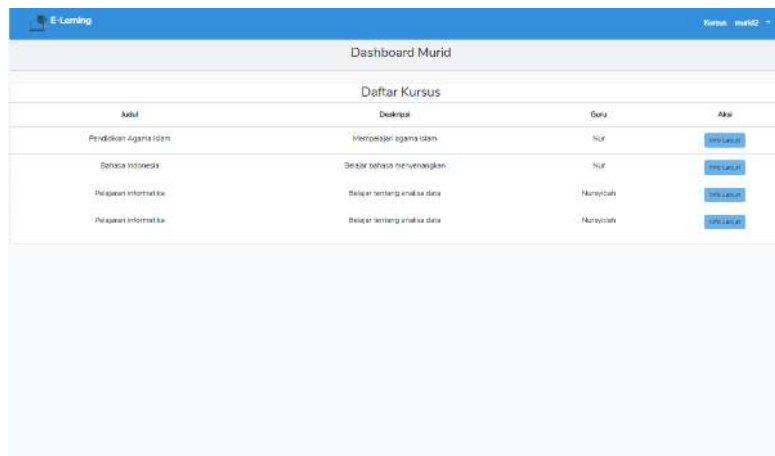 E-Lerning
Kursus murid2
Dashboard Murid
Daftar Kursus
Judul Deskripsi Guru Aksi
Pendidikan Agama Islam Mempelajari agama islam Nur Info Lanjut
Bahasa Indonesia Belajar bahasa menyenangkan Nur Info Lanjut
Pelajaran Informatika Belajar tentang analisa data Nursyidah Info Lanjut
Pelajaran Informatika Belajar tentang analisa data Nursyidah Info Lanjut